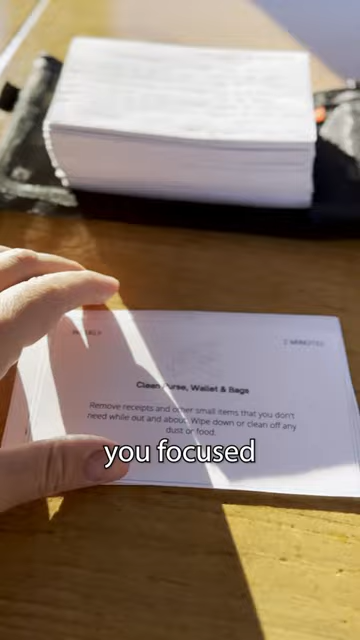 Clean Purse, Wallet & Bags
Remove receipts and other small items that you don't
need while out and about. Wipe down or clean off any
dust or food.
you focused